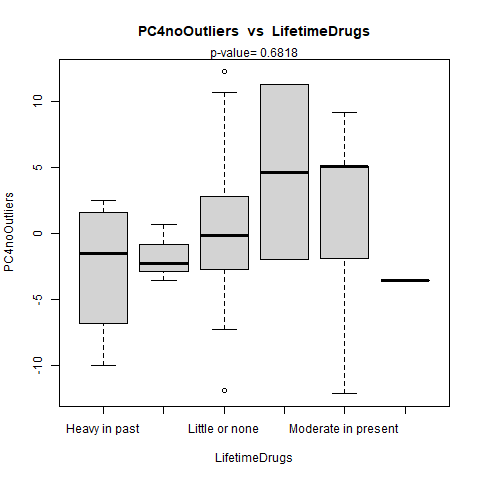 PC4noOutliers vs LifetimeDrugs
p-value= 0.6818
PC4noOutliers
10
5
0
-5
-10
Heavy in past
Little or none
Moderate in present
LifetimeDrugs